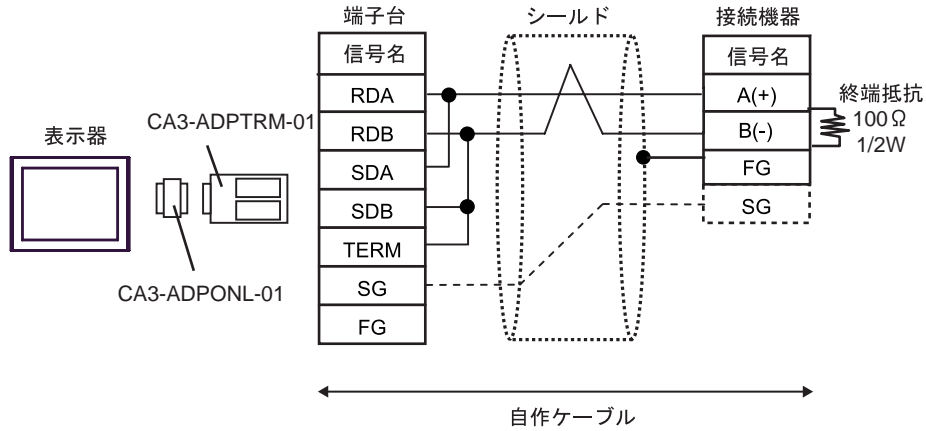 端子台
シールド
接続機器
信号名
信号名
RDA
A(+)
終端抵抗
100Ω
1/2W
RDB
B(-)
SDA
FG
SDB
SG
TERM
SG
FG
表示器
CA3-ADPTRM-01
CA3-ADPONL-01
自作ケーブル